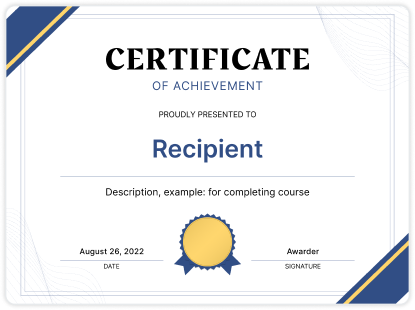 CERTIFICATE
OF ACHIEVEMENT
PROUDLY PRESENTED TO
Recipient
Description, example: for completing course
August 26, 2022
DATE
Awarder
SIGNATURE